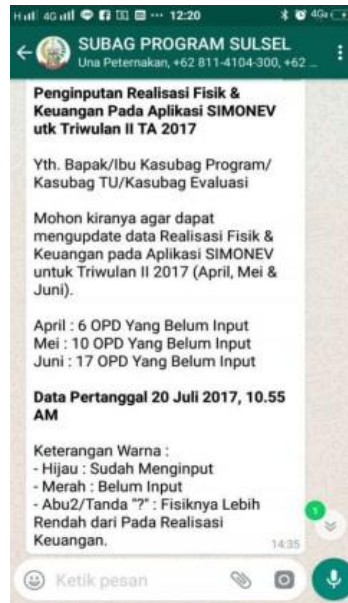 4G 12:20 4G
SUBAG PROGRAM SULSEL
Una Peternakan, +62 811-4104-300, +62 ...
Penginputan Realisasi Fisik &
Keuangan Pada Aplikasi SIMONEV
utk Triwulan II TA 2017
Yth. Bapak/Ibu Kasubag Program/
Kasubag TU/Kasubag Evaluasi
Mohon kiranya agar dapat
mengupdate data Realisasi Fisik &
Keuangan pada Aplikasi SIMONEV
untuk Triwulan II 2017 (April, Mei &
Juni).
April : 6 OPD Yang Belum Input
Mei : 10 OPD Yang Belum Input
Juni : 17 OPD Yang Belum Input
Data Pertanggal 20 Juli 2017, 10.55
AM
Keterangan Warna :
- Hijau : Sudah Menginput
- Merah : Belum Input
- Abu2/Tanda "?" : Fisiknya Lebih
Rendah dari Pada Realisasi
Keuangan.
14:35
1
Ketik pesan